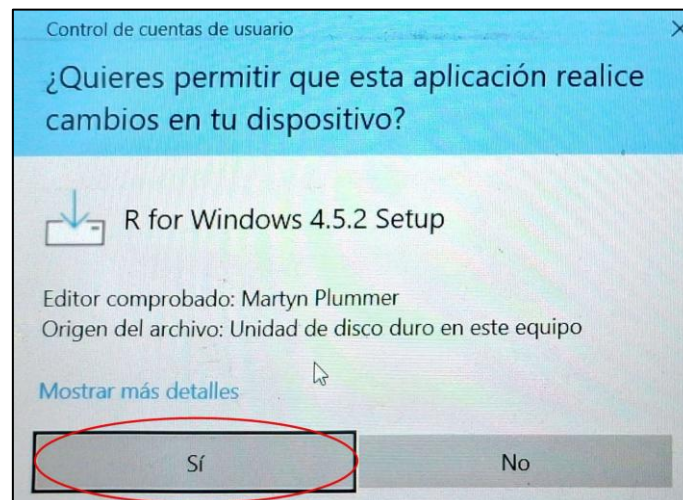 Control de cuentas de usuario
¿Quieres permitir que esta aplicación realice
cambios en tu dispositivo?
R for Windows 4.5.2 Setup
Editor comprobado: Martyn Plummer
Origen del archivo: Unidad de disco duro en este equipo
Mostrar más detalles
Sí
No